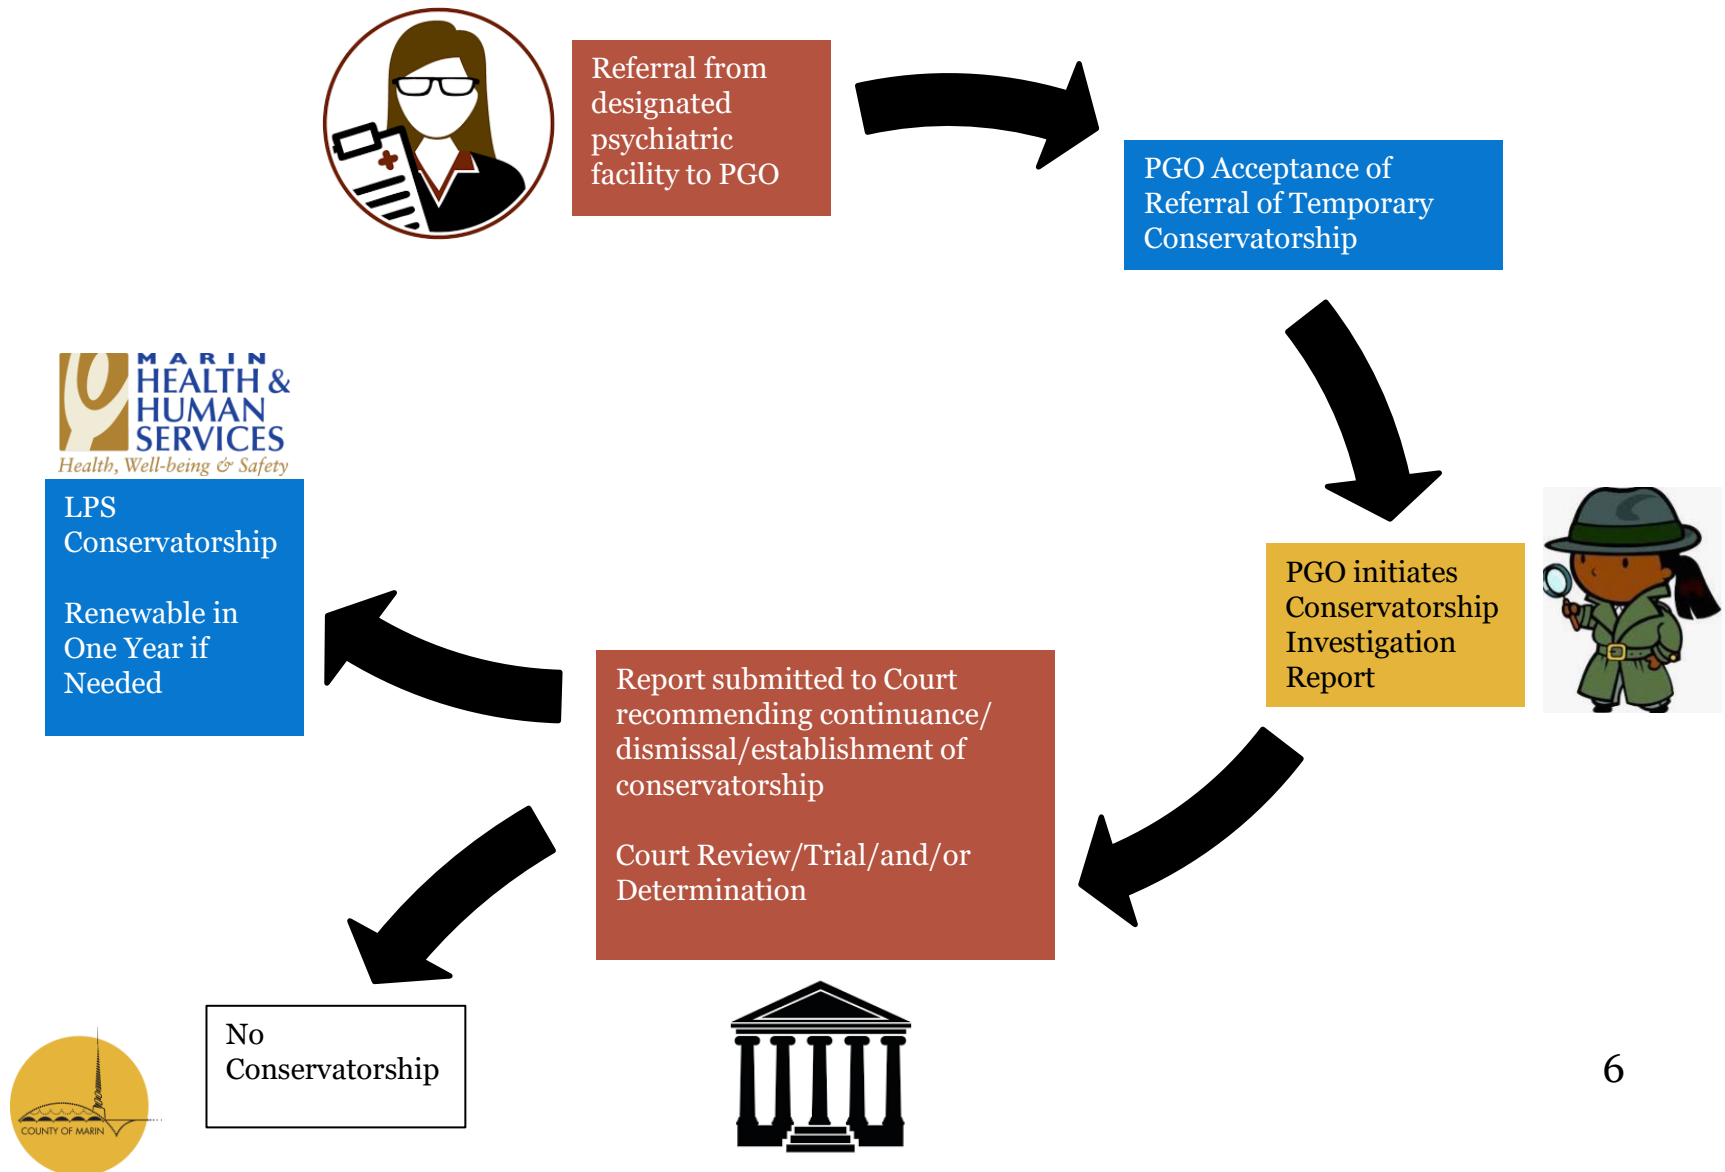 Referral from
designated
psychiatric
facility to PGO
PGO Acceptance of
Referral of Temporary
Conservatorship
MARIN
HEALTH &
HUMAN
SERVICES
Health, Well-being & Safety
LPS
Conservatorship
Renewable in
One Year if
Needed
PGO initiates
Conservatorship
Investigation
Report
Report submitted to Court
recommending continuance/
dismissal/establishment of
conservatorship
Court Review/Trial/and/or
Determination
No
Conservatorship
COUNTY OF MARIN
6